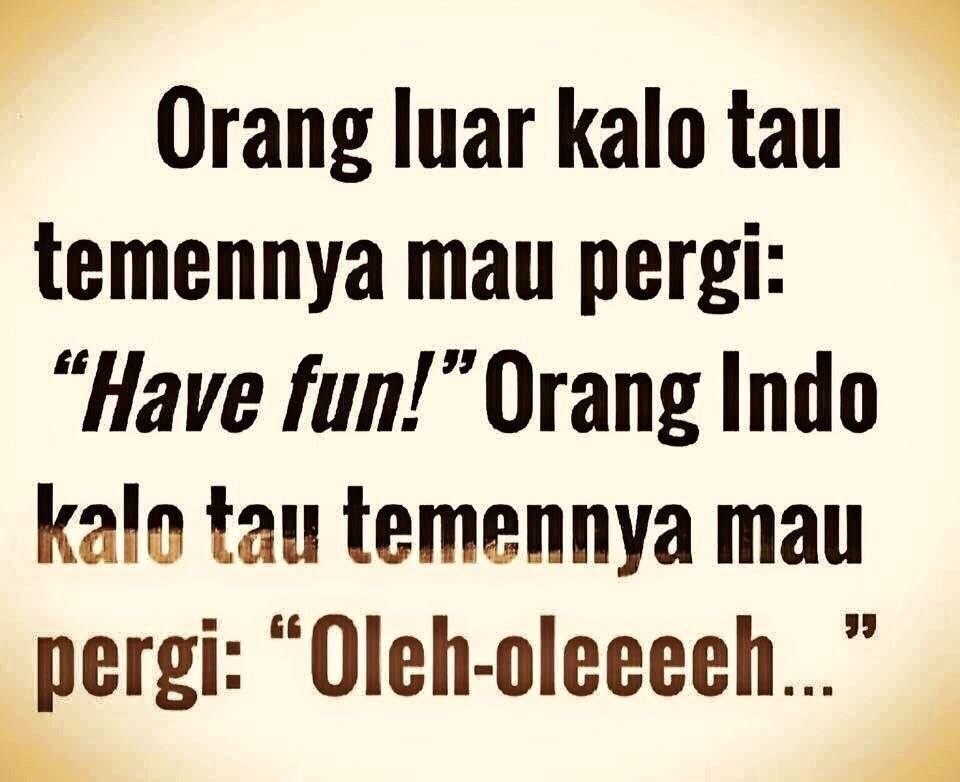 Orang luar kalo tau
temennya mau pergi:
“Have fun!” Orang Indo
kalo tau temennya mau
pergi: “Oleh-oleeeeh...”